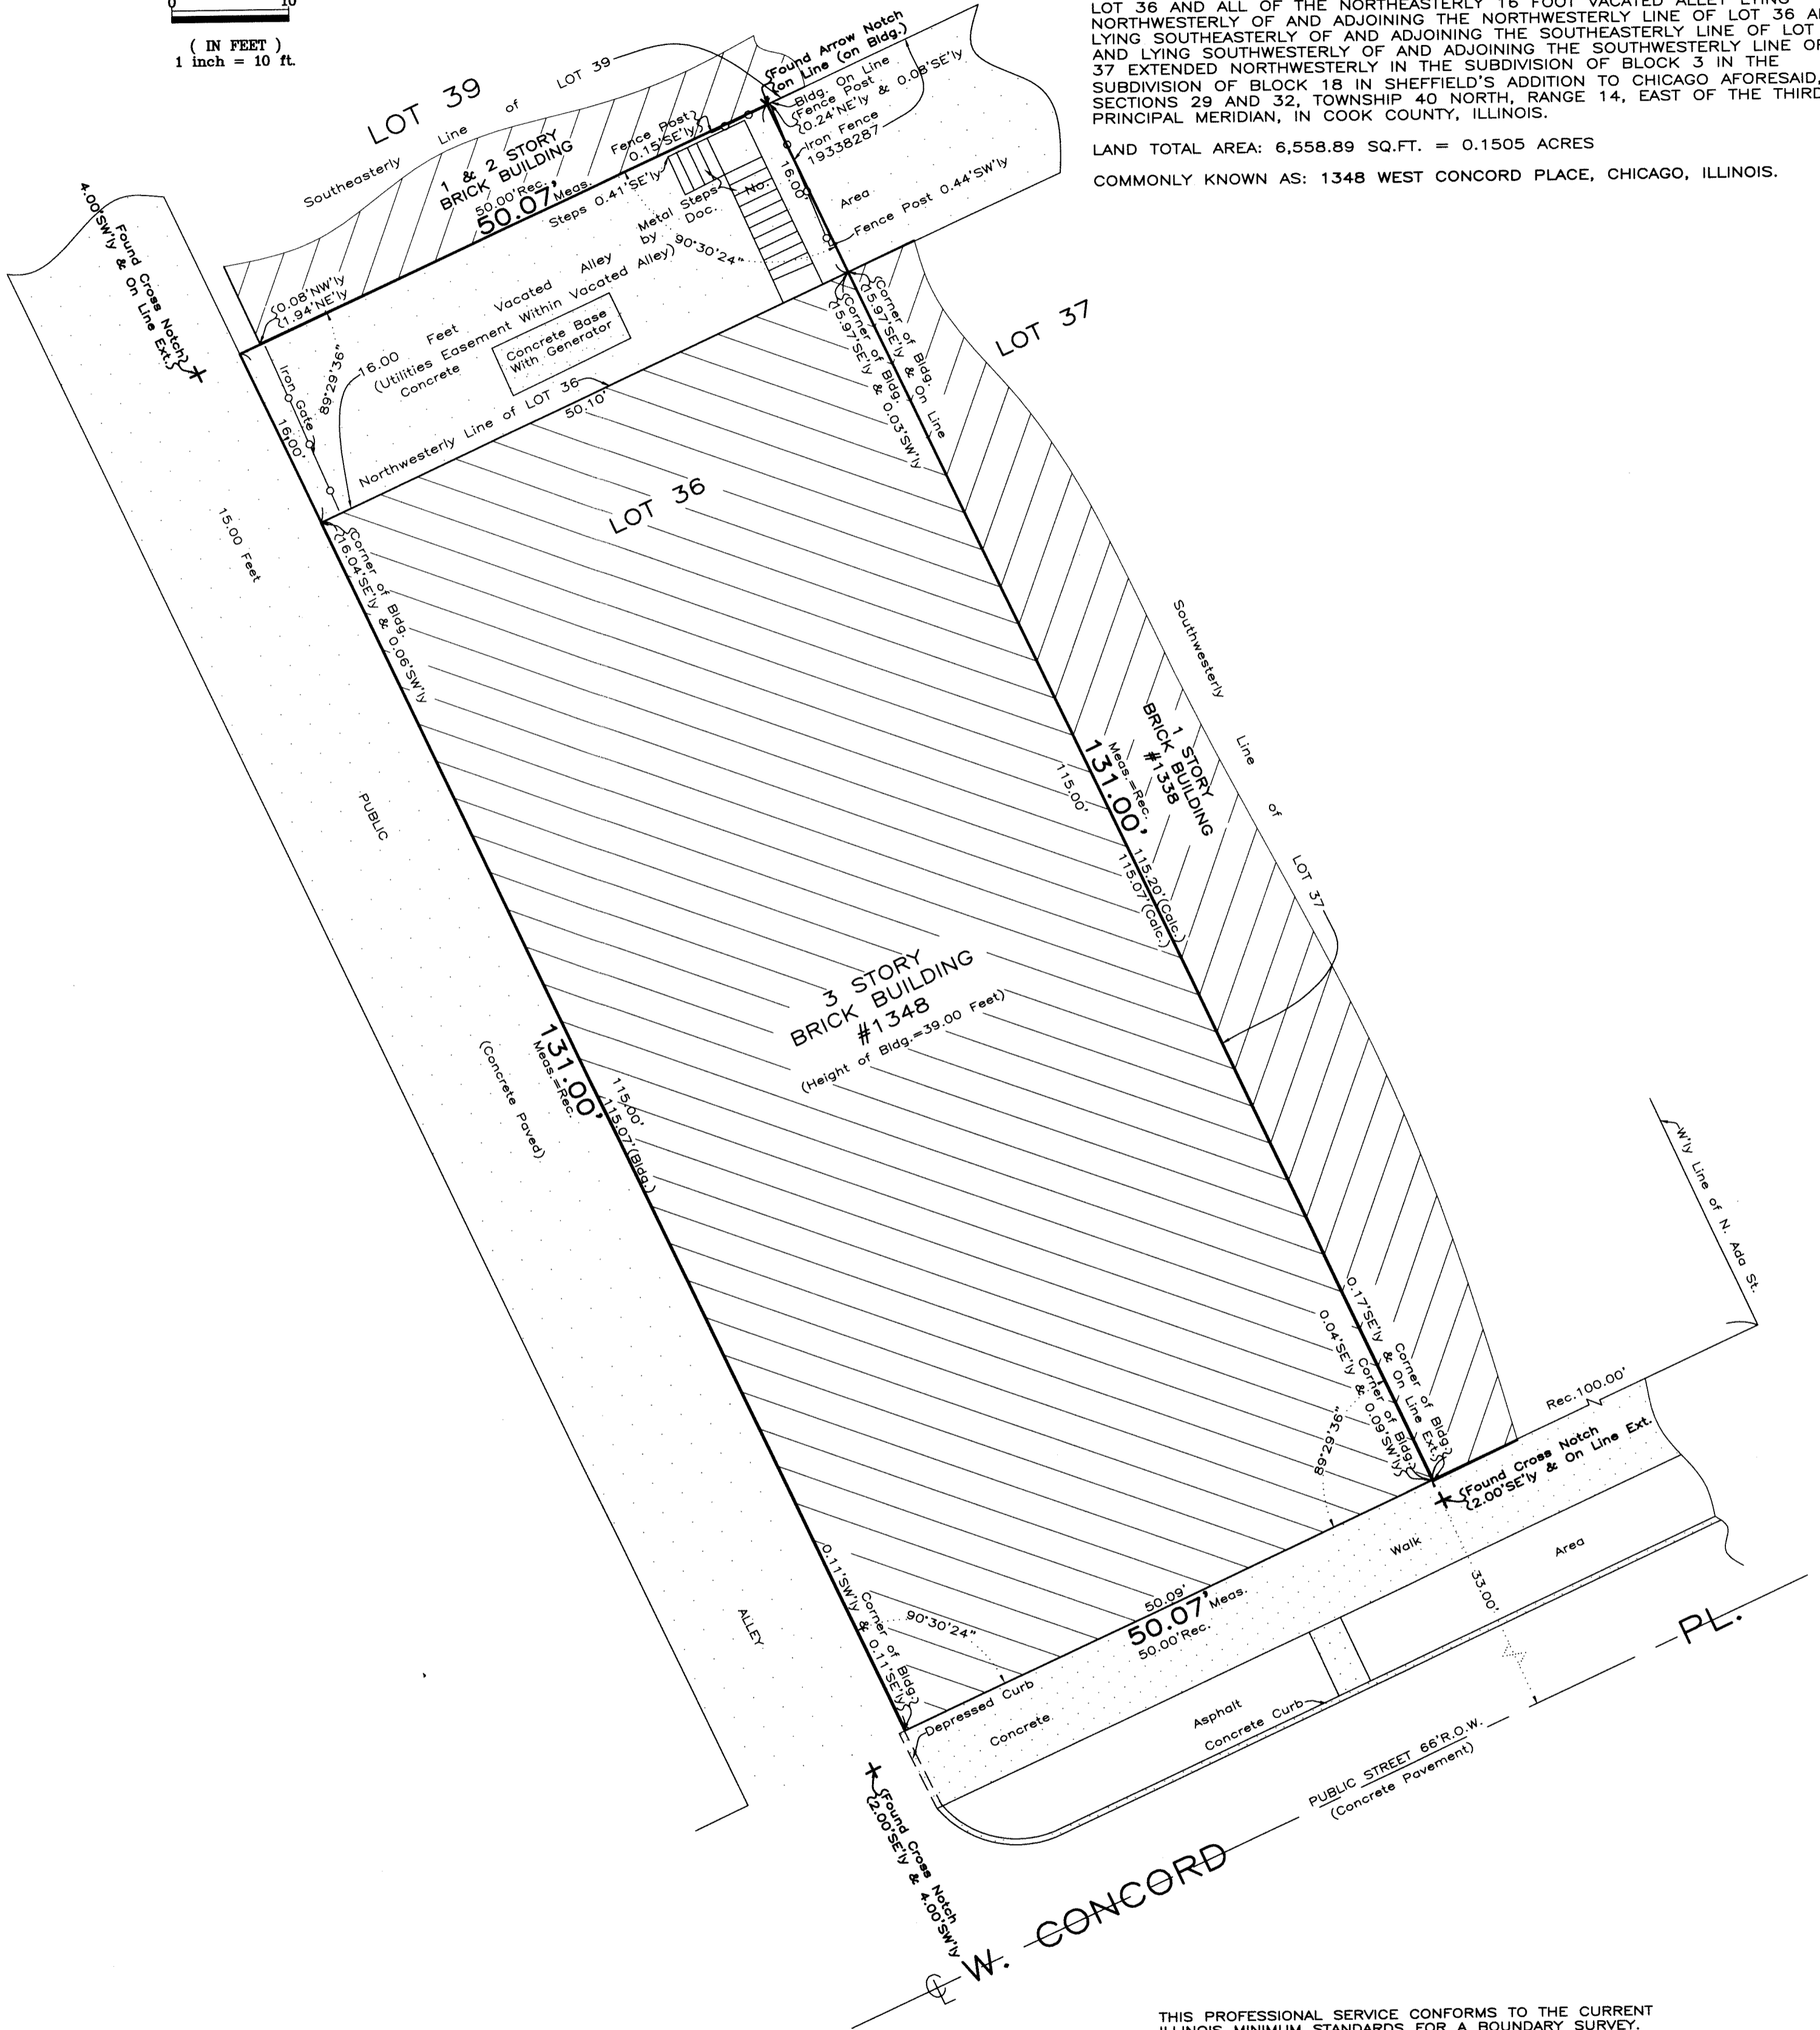 0 10
( IN FEET )
1 inch = 10 ft.
NORTHWESTERLY OF AND ADJOINING THE NORTHWESTERLY LINE OF LOT 36
LYING SOUTHEASTERLY OF AND ADJOINING THE SOUTHEASTERLY LINE OF LOT
AND LYING SOUTHWESTERLY OF AND ADJOINING THE SOUTHWESTERLY LINE
37 EXTENDED NORTHWESTERLY IN THE SUBDIVISION OF BLOCK 3 IN THE
SUBDIVISION OF BLOCK 18 IN SHEFFIELD'S ADDITION TO CHICAGO AFORESAID,
SECTIONS 29 AND 32, TOWNSHIP 40 NORTH, RANGE 14, EAST OF THE THIRD
PRINCIPAL MERIDIAN, IN COOK COUNTY, ILLINOIS.
LAND TOTAL AREA: 6,558.89 SQ.FT. = 0.1505 ACRES
COMMONLY KNOWN AS: 1348 WEST CONCORD PLACE, CHICAGO, ILLINOIS.
LOT 39
Southeasterly Line of LOT 39
1 & 2 STORY
BRICK BUILDING
50.00'Rec.
50.07' Meas.
Fence Post
0.15'SE'ly
Steps 0.41'SE'ly
Found Arrow Notch
on Line (on Bldg.)
Bldg. On Line
Fence Post
0.24'NE'ly & 0.08'SE'ly
Iron Fence
19338287
16.00'
Area
Fence Post 0.44'SW'ly
Metal Steps
No.
by Doc.
90°30'24"
Found Cross Notch
4.00'SW'ly & On Line Ext.
0.08'NW'ly
1.94'NE'ly
Iron Gate
16.00'
89°29'36"
16.00 Feet Vacated Alley
(Utilities Easement Within Vacated Alley)
Concrete
Concrete Base
With Generator
Northwesterly Line of LOT 36
50.10'
LOT 36
LOT 37
Corner of Bldg.
15.97'SE'ly & On Line
Corner of Bldg.
15.97'SE'ly & 0.03'SW'ly
Corner of Bldg.
16.04'SE'ly & 0.06'SW'ly
15.00 Feet
PUBLIC
(Concrete Paved)
ALLEY
Southwesterly Line of LOT 37
1 STORY
BRICK BUILDING
#1338
Meas.=Rec.
131.00'
115.00'
115.20'(Calc.)
115.07'(Calc.)
3 STORY
BRICK BUILDING
#1348
(Height of Bldg.=39.00 Feet)
131.00'
Meas.=Rec.
115.00'
115.07'(Bldg.)
W'ly Line of N. Ada St.
Rec.100.00'
Corner of Bldg.
0.17'SE'ly & On Line Ext.
Corner of Bldg.
0.04'SE'ly & 0.09'SW'ly
89°29'36"
Found Cross Notch
2.00'SE'ly & On Line Ext.
Corner of Bldg.
0.11'SW'ly & 0.11'SE'ly
90°30'24"
50.09'
50.07' Meas.
50.00'Rec.
Walk
Area
33.00'
Depressed Curb
Concrete
Asphalt
Concrete Curb
Found Cross Notch
2.00'SE'ly & 4.00'SW'ly
PUBLIC STREET 66'R.O.W.
(Concrete Pavement)
W. CONCORD PL.
THIS PROFESSIONAL SERVICE CONFORMS TO THE CURRENT
ILLINOIS MINIMUM STANDARDS FOR A BOUNDARY SURVEY.